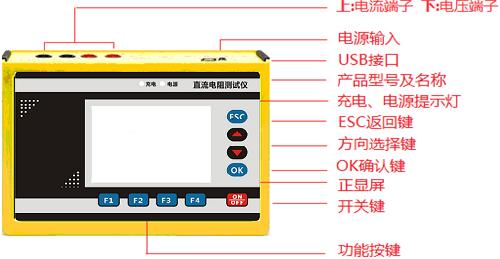 上:电流端子 下:电压端子
电源输入
USB接口
产品型号及名称
充电、电源提示灯
ESC返回键
方向选择键
OK确认键
正显屏
开关键
功能按键
充电 电源 直流电阻测试仪
ESC
OK
F1 F2 F3 F4 ON OFF